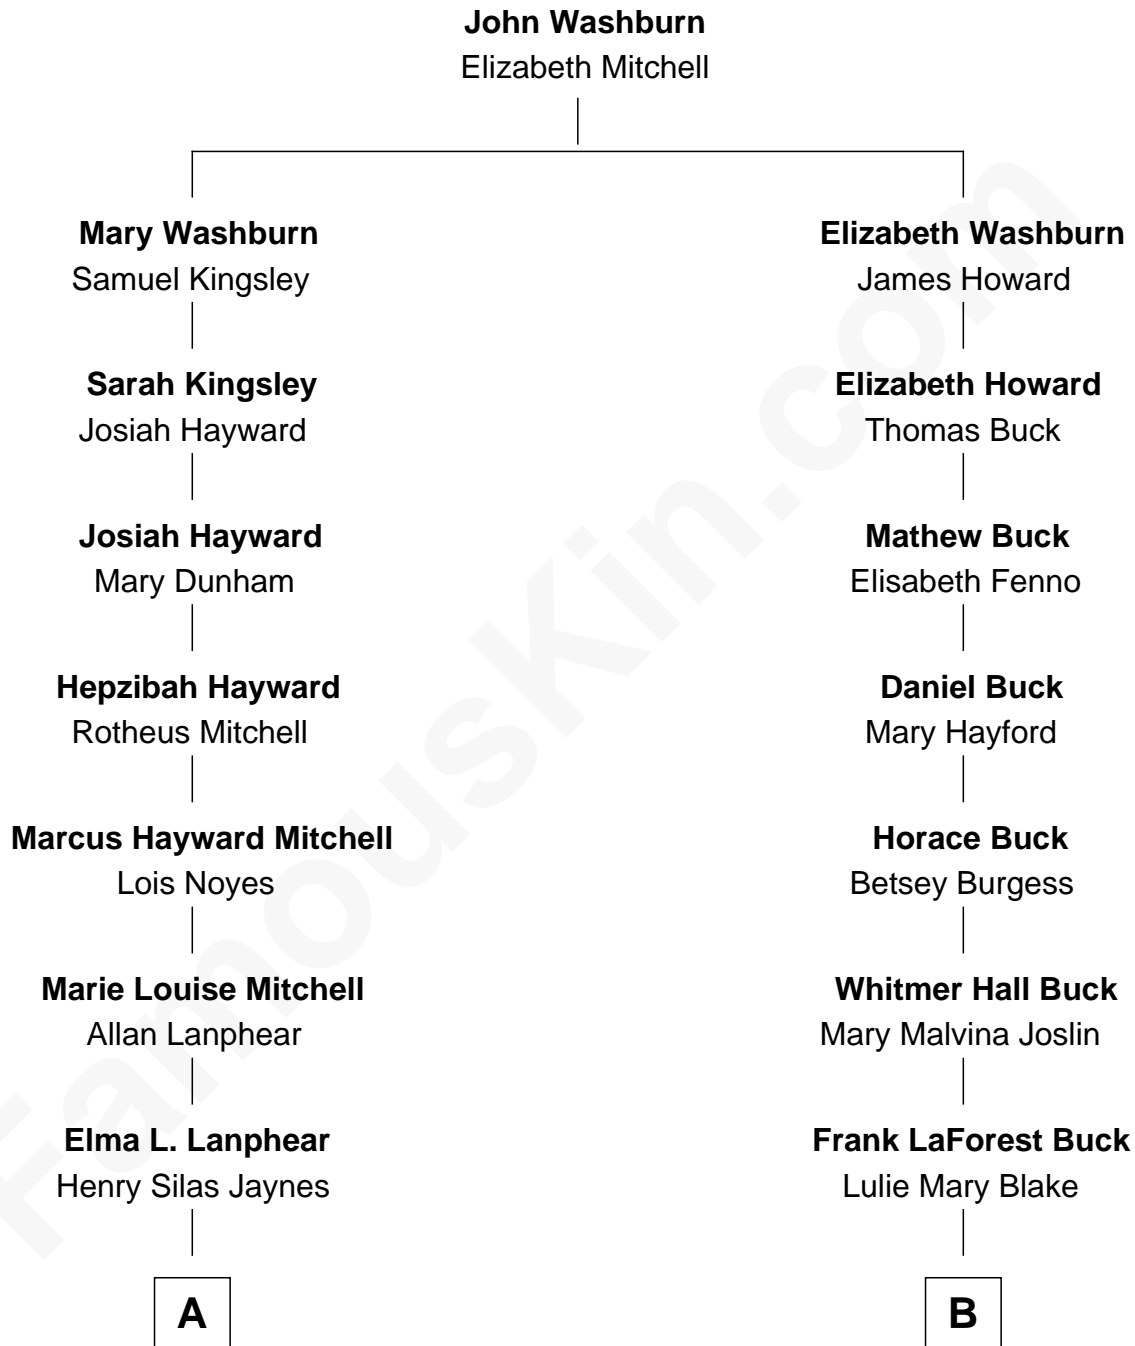 John Washburn
Elizabeth Mitchell
Mary Washburn
Samuel Kingsley
Elizabeth Washburn
James Howard
Sarah Kingsley
Josiah Hayward
Elizabeth Howard
Thomas Buck
Josiah Hayward
Mary Dunham
Mathew Buck
Elisabeth Fenno
Hepzibah Hayward
Rotheus Mitchell
Daniel Buck
Mary Hayford
Marcus Hayward Mitchell
Lois Noyes
Horace Buck
Betsey Burgess
Marie Louise Mitchell
Allan Lanphear
Whitmer Hall Buck
Mary Malvina Joslin
Elma L. Lanphear
Henry Silas Jaynes
Frank LaForest Buck
Lulie Mary Blake
A
B
FamousKin.com